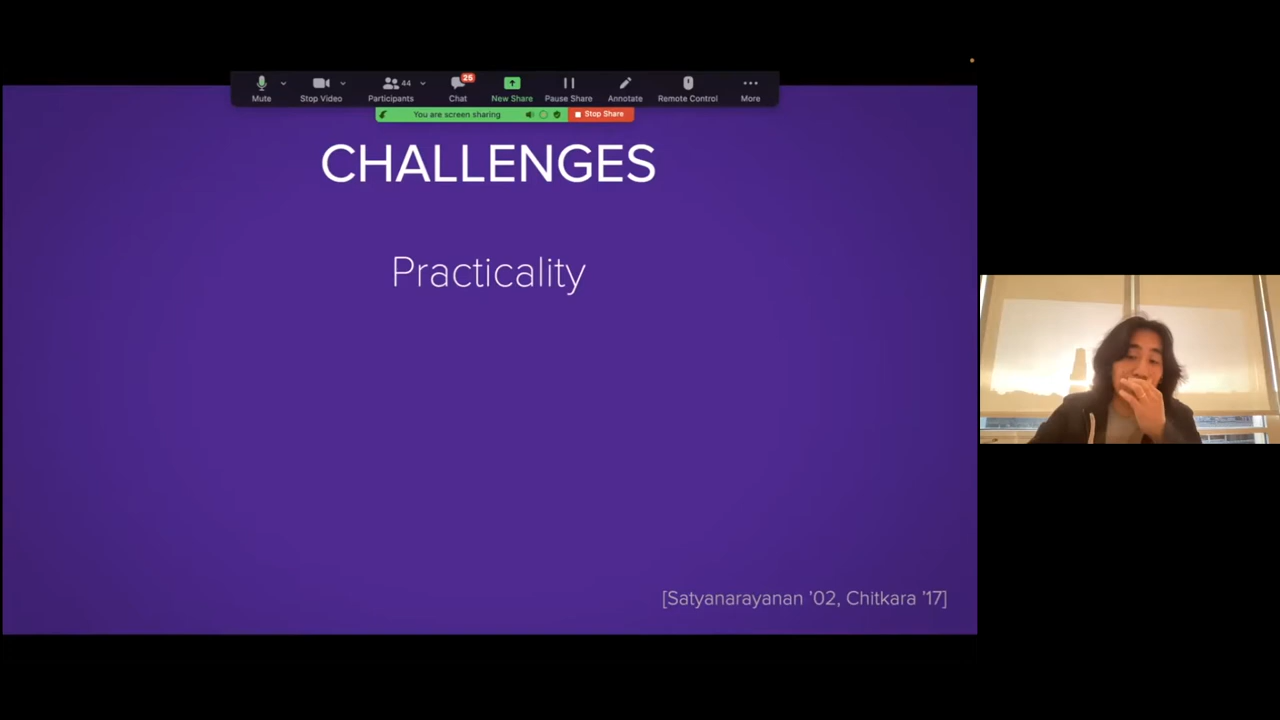 44
25
Mute
Stop Video
Participants
Chat
New Share
Pause Share
Annotate
Remote Control
More
You are screen sharing
Stop Share
CHALLENGES
Practicality
[Satyanarayanan '02, Chitkara '17]